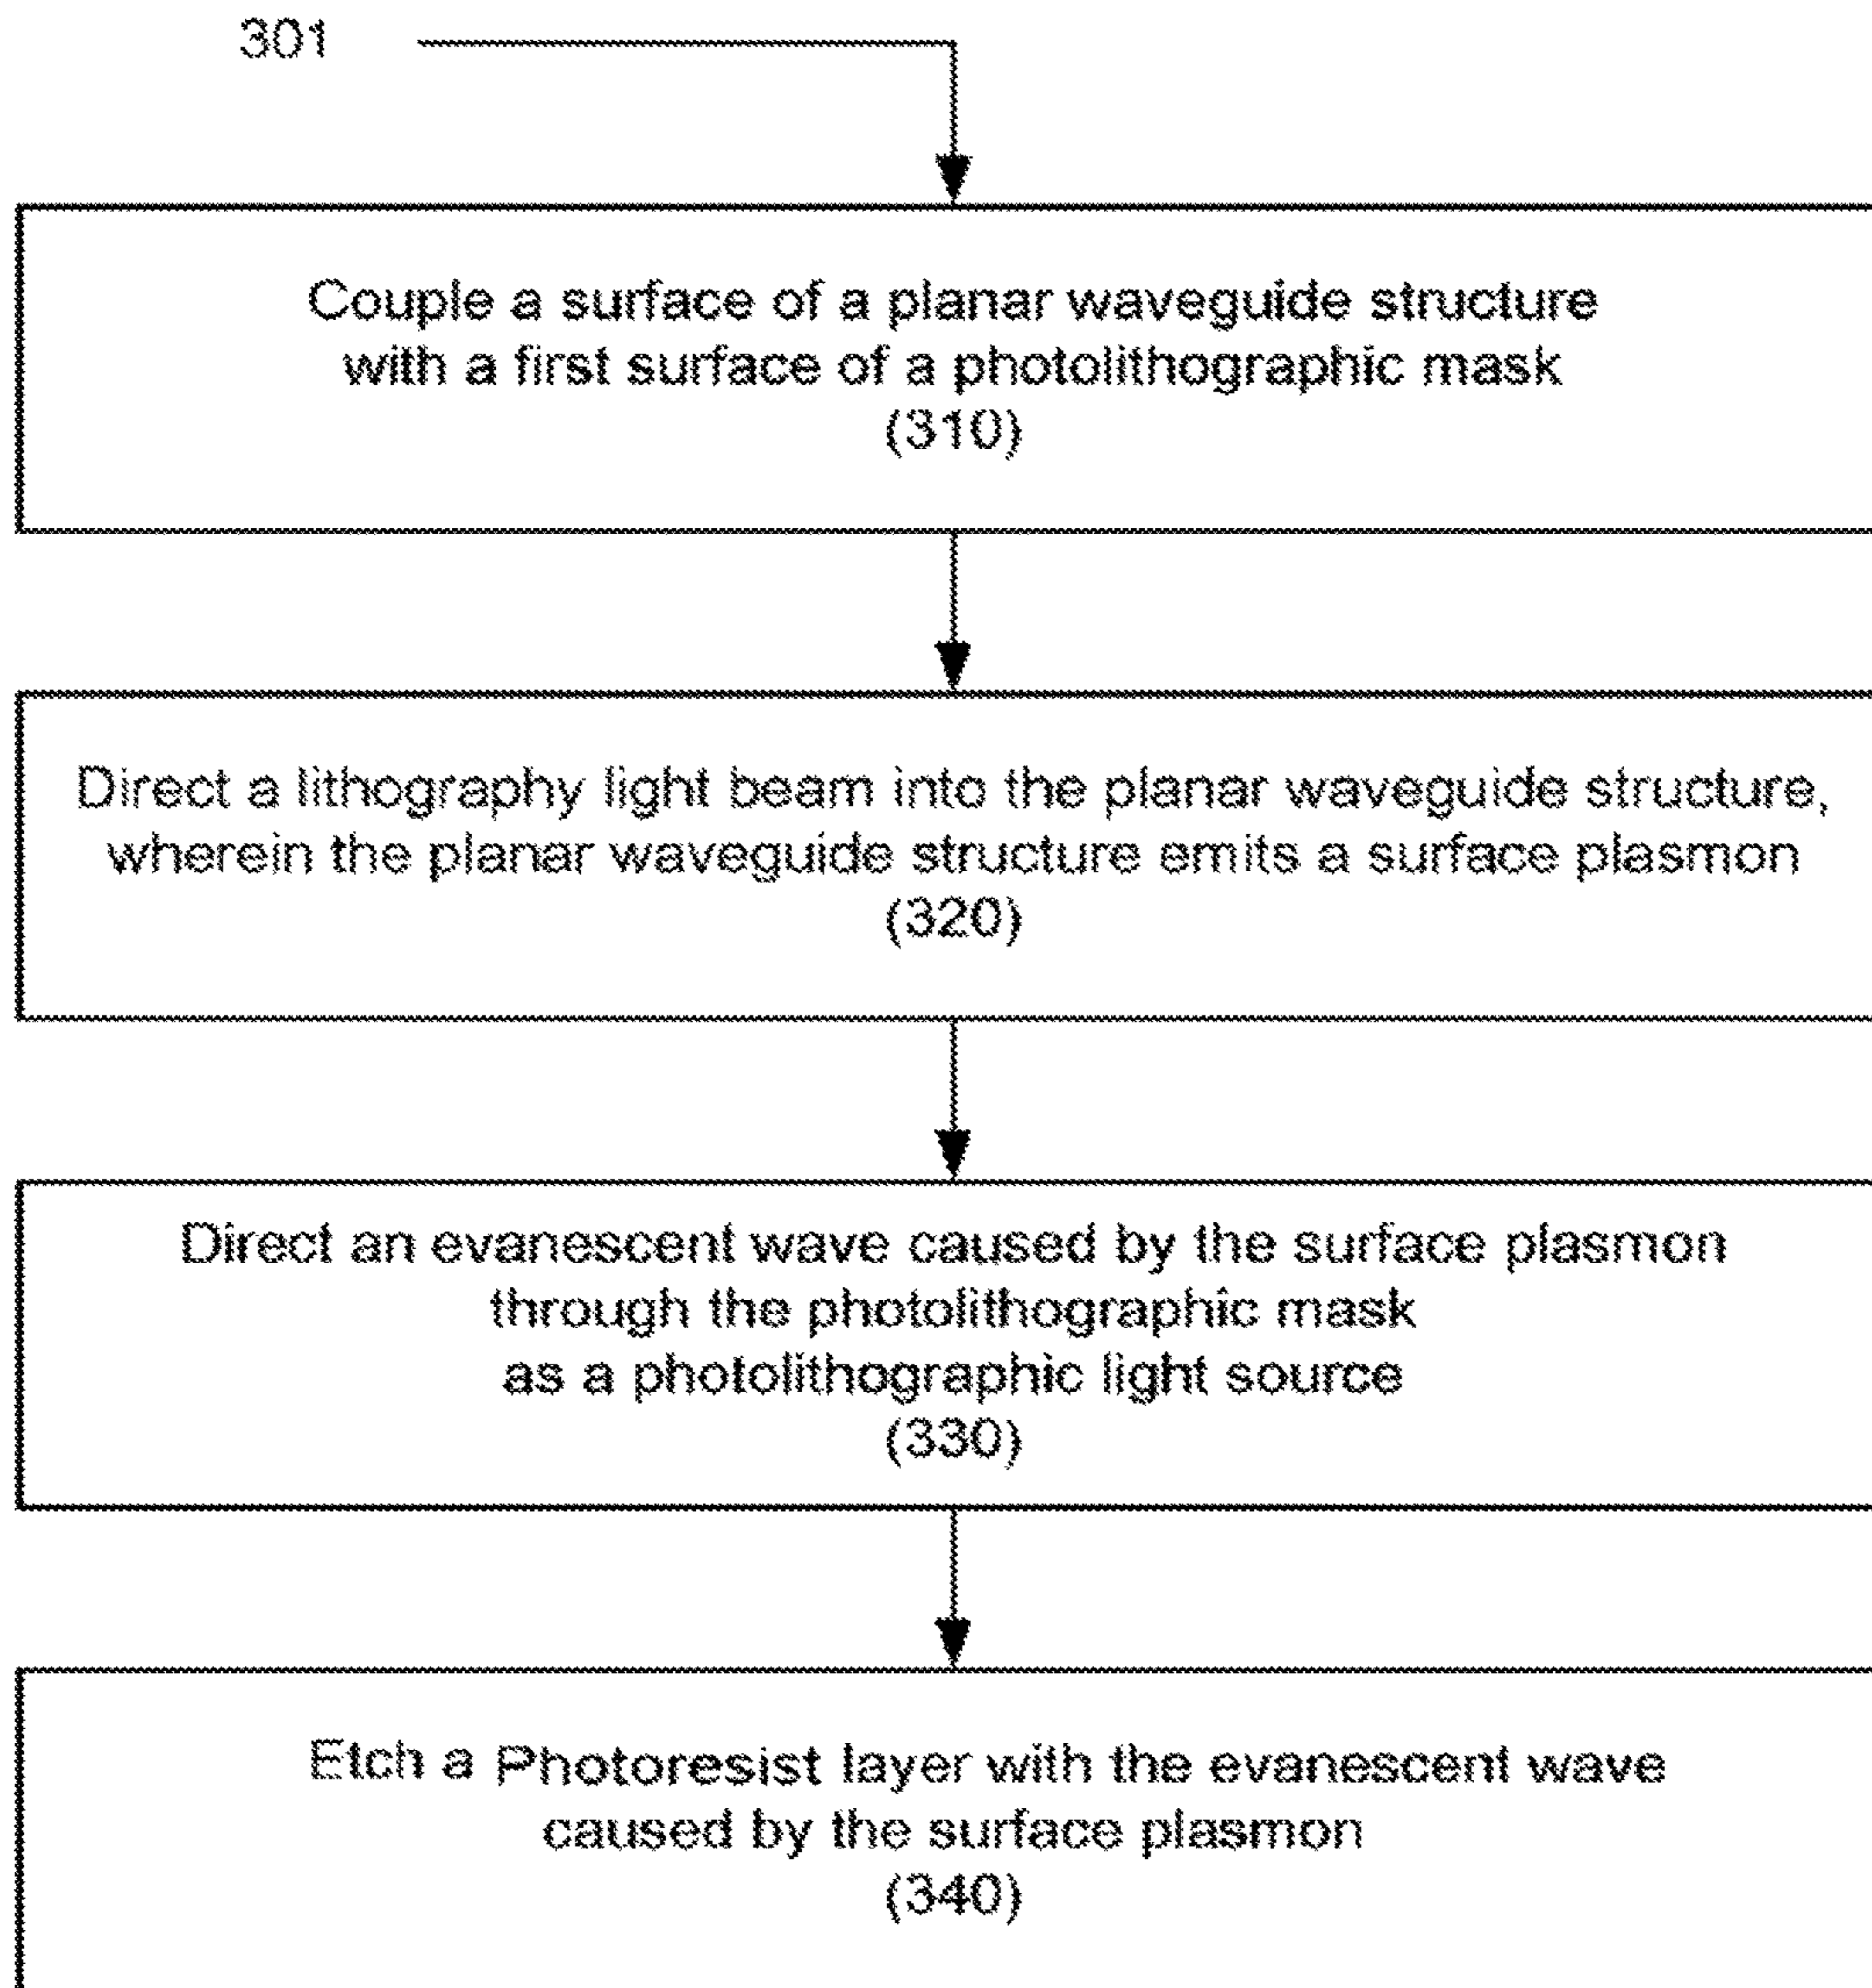 301
Couple a surface of a planar waveguide structure
with a first surface of a photolithographic mask
(310)
Direct a lithography light beam into the planar waveguide structure,
wherein the planar waveguide structure emits a surface plasmon
(320)
Direct an evanescent wave caused by the surface plasmon
through the photolithographic mask
as a photolithographic light source
(330)
Etch a Photoresist layer with the evanescent wave
caused by the surface plasmon
(340)